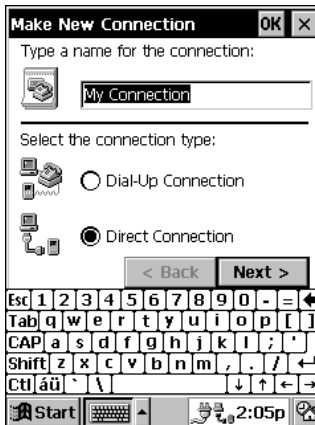 Make New Connection OK ×
Type a name for the connection:
My Connection
Select the connection type:
Dial-Up Connection
Direct Connection
< Back Next >
Esc 1 2 3 4 5 6 7 8 9 0 - = ←
Tab q w e r t y u i o p [ ]
CAP a s d f g h j k l ; '
Shift z x c v b n m , . / ↵
Ctl áü ` \ ↓ ↑ ← →
Start 2:05p